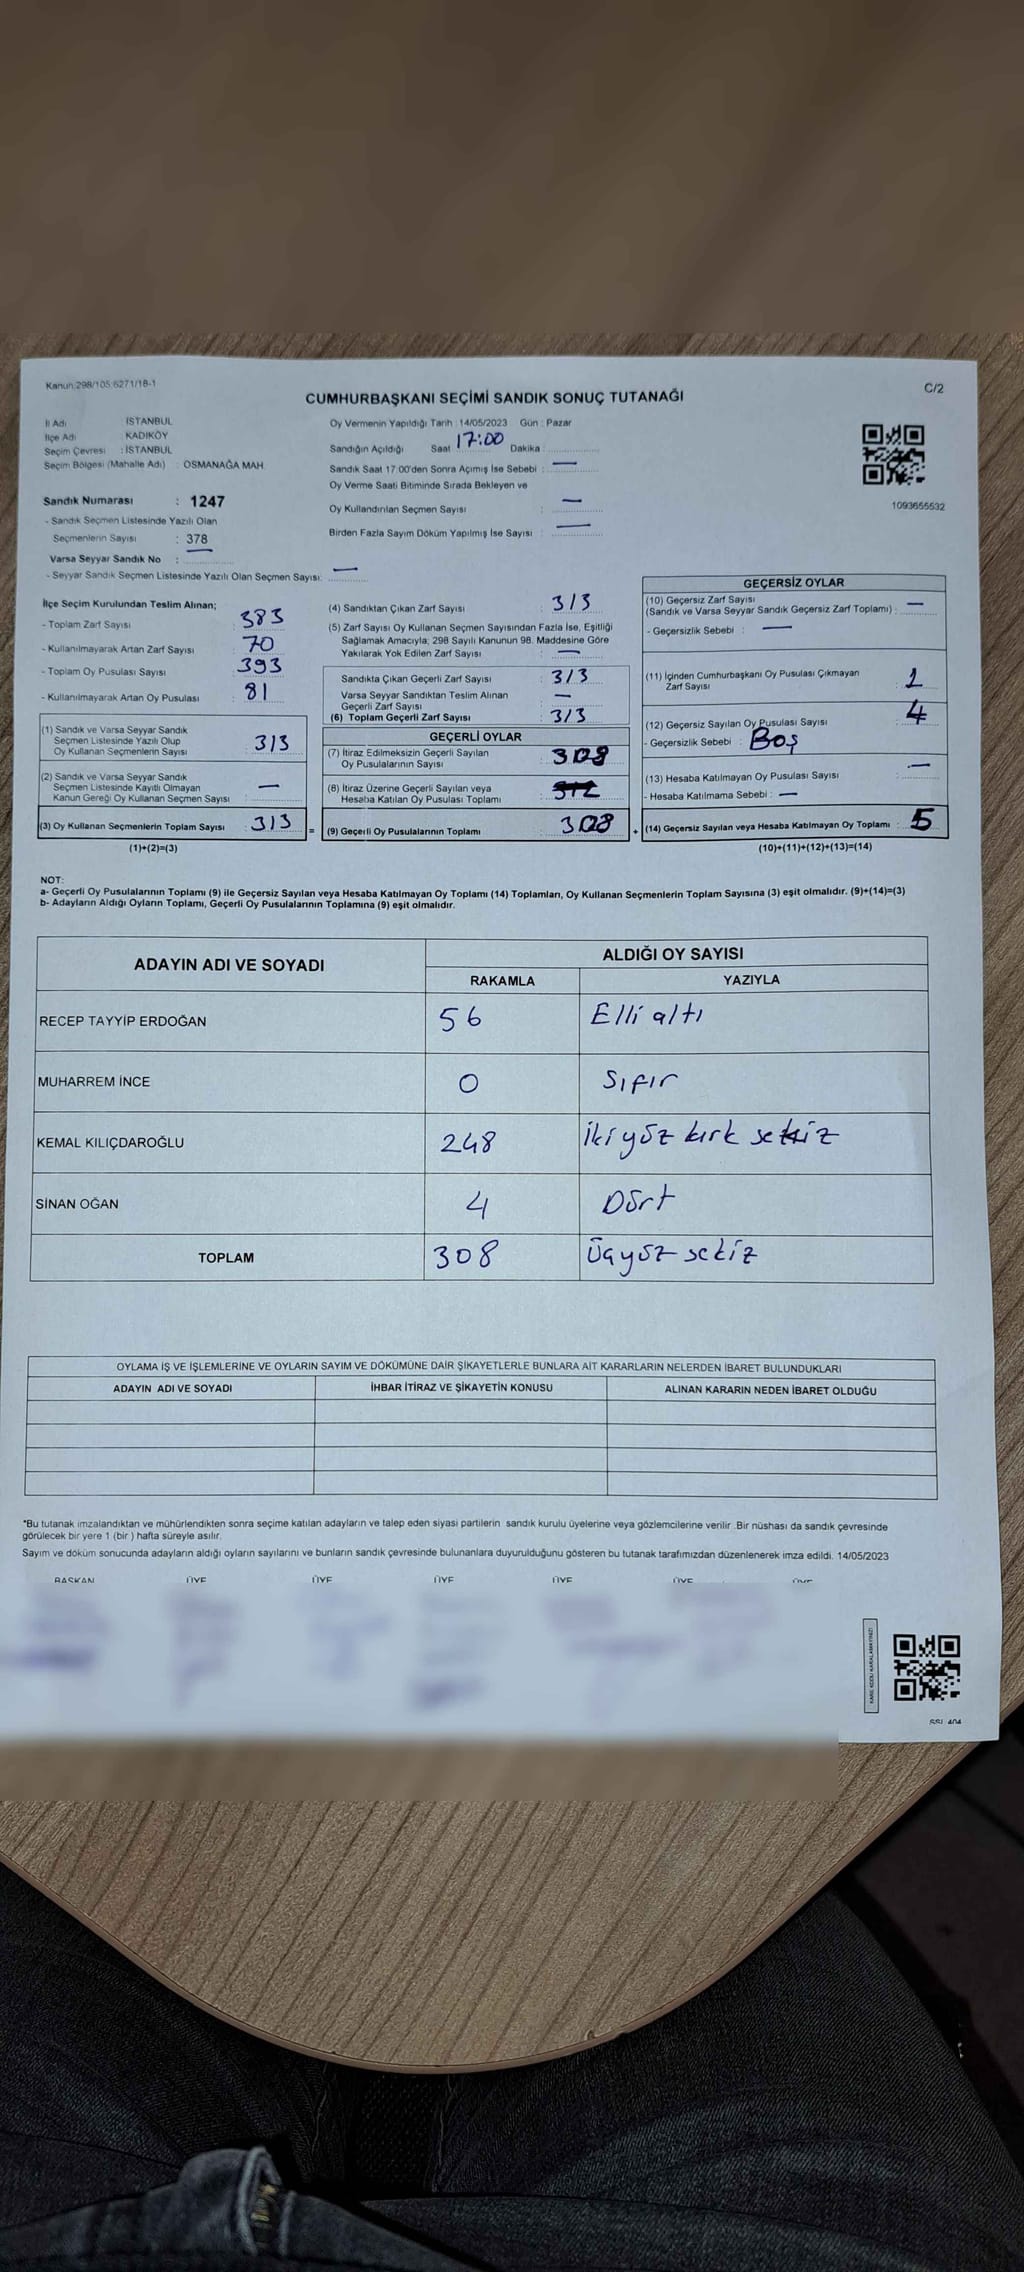 Kanun:298/105.6271/18-1
C/2
CUMHURBAŞKANI SEÇİMİ SANDIK SONUÇ TUTANAĞI
İl Adı : İSTANBUL
İlçe Adı : KADIKÖY
Seçim Çevresi : İSTANBUL
Seçim Bölgesi (Mahalle Adı) : OSMANAĞA MAH.
Sandık Numarası : 1247
- Sandık Seçmen Listesinde Yazılı Olan
Seçmenlerin Sayısı : 378
Varsa Seyyar Sandık No : —
- Seyyar Sandık Seçmen Listesinde Yazılı Olan Seçmen Sayısı: —
Oy Vermenin Yapıldığı Tarih : 14/05/2023 Gün : Pazar
Sandığın Açıldığı Saat 17:00 Dakika :
Sandık Saat 17.00'den Sonra Açımış İse Sebebi : —
Oy Verme Saati Bitiminde Sırada Bekleyen ve
Oy Kullandırılan Seçmen Sayısı : —
Birden Fazla Sayım Döküm Yapılmış İse Sayısı : —
1093655532
İlçe Seçim Kurulundan Teslim Alınan;
- Toplam Zarf Sayısı : 383
- Kullanılmayarak Artan Zarf Sayısı : 70
- Toplam Oy Pusulası Sayısı : 393
- Kullanılmayarak Artan Oy Pusulası : 81
(1) Sandık ve Varsa Seyyar Sandık
Seçmen Listesinde Yazılı Olup
Oy Kullanan Seçmenlerin Sayısı : 313
(2) Sandık ve Varsa Seyyar Sandık
Seçmen Listesinde Kayıtlı Olmayan
Kanun Gereği Oy Kullanan Seçmen Sayısı : —
(3) Oy Kullanan Seçmenlerin Toplam Sayısı : 313
(1)+(2)=(3)
(4) Sandıktan Çıkan Zarf Sayısı : 313
(5) Zarf Sayısı Oy Kullanan Seçmen Sayısından Fazla İse, Eşitliği
Sağlamak Amacıyla; 298 Sayılı Kanunun 98. Maddesine Göre
Yakılarak Yok Edilen Zarf Sayısı : —
Sandıkta Çıkan Geçerli Zarf Sayısı : 313
Varsa Seyyar Sandıktan Teslim Alınan
Geçerli Zarf Sayısı : —
(6) Toplam Geçerli Zarf Sayısı : 313
GEÇERLİ OYLAR
(7) İtiraz Edilmeksizin Geçerli Sayılan
Oy Pusulalarının Sayısı : 308
(8) İtiraz Üzerine Geçerli Sayılan veya
Hesaba Katılan Oy Pusulası Toplamı :
= (9) Geçerli Oy Pusulalarının Toplamı : 308 +
GEÇERSİZ OYLAR
(10) Geçersiz Zarf Sayısı
(Sandık ve Varsa Seyyar Sandık Geçersiz Zarf Toplamı) : —
- Geçersizlik Sebebi : —
(11) İçinden Cumhurbaşkanı Oy Pusulası Çıkmayan
Zarf Sayısı : 1
(12) Geçersiz Sayılan Oy Pusulası Sayısı : 4
- Geçersizlik Sebebi : Boş
(13) Hesaba Katılmayan Oy Pusulası Sayısı : —
- Hesaba Katılmama Sebebi : —
(14) Geçersiz Sayılan veya Hesaba Katılmayan Oy Toplamı : 5
(10)+(11)+(12)+(13)=(14)
NOT:
a- Geçerli Oy Pusulalarının Toplamı (9) ile Geçersiz Sayılan veya Hesaba Katılmayan Oy Toplamı (14) Toplamları, Oy Kullanan Seçmenlerin Toplam Sayısına (3) eşit olmalıdır. (9)+(14)=(3)
b- Adayların Aldığı Oyların Toplamı, Geçerli Oy Pusulalarının Toplamına (9) eşit olmalıdır.
ADAYIN ADI VE SOYADI
ALDIĞI OY SAYISI
RAKAMLA YAZIYLA
RECEP TAYYİP ERDOĞAN 56 Elli altı
MUHARREM İNCE 0 Sıfır
KEMAL KILIÇDAROĞLU 248 İki yüz kırk sekiz
SİNAN OĞAN 4 Dört
TOPLAM 308 Üçyüz sekiz
OYLAMA İŞ VE İŞLEMLERİNE VE OYLARIN SAYIM VE DÖKÜMÜNE DAİR ŞİKAYETLERLE BUNLARA AİT KARARLARIN NELERDEN İBARET BULUNDUKLARI
ADAYIN ADI VE SOYADI İHBAR İTİRAZ VE ŞİKAYETİN KONUSU ALINAN KARARIN NEDEN İBARET OLDUĞU
*Bu tutanak imzalandıktan ve mühürlendikten sonra seçime katılan adayların ve talep eden siyasi partilerin sandık kurulu üyelerine veya gözlemcilerine verilir. Bir nüshası da sandık çevresinde
görülecek bir yere 1 (bir ) hafta süreyle asılır.
Sayım ve döküm sonucunda adayların aldığı oyların sayılarını ve bunların sandık çevresinde bulunanlara duyurulduğunu gösteren bu tutanak tarafımızdan düzenlenerek imza edildi. 14/05/2023
BAŞKAN ÜYE ÜYE ÜYE ÜYE ÜYE ÜYE
KARE KODU KARALAMAYINIZ!